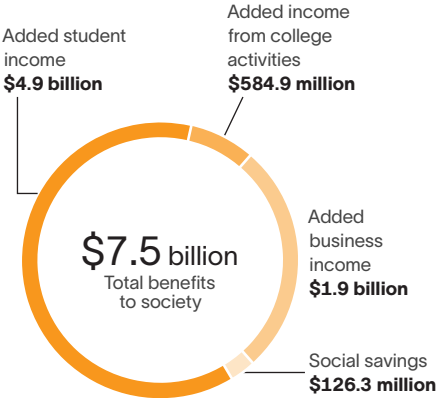 Added student
income
$4.9 billion
Added income
from college
activities
$584.9 million
$7.5 billion
Total benefits
to society
Added
business
income
$1.9 billion
Social savings
$126.3 million